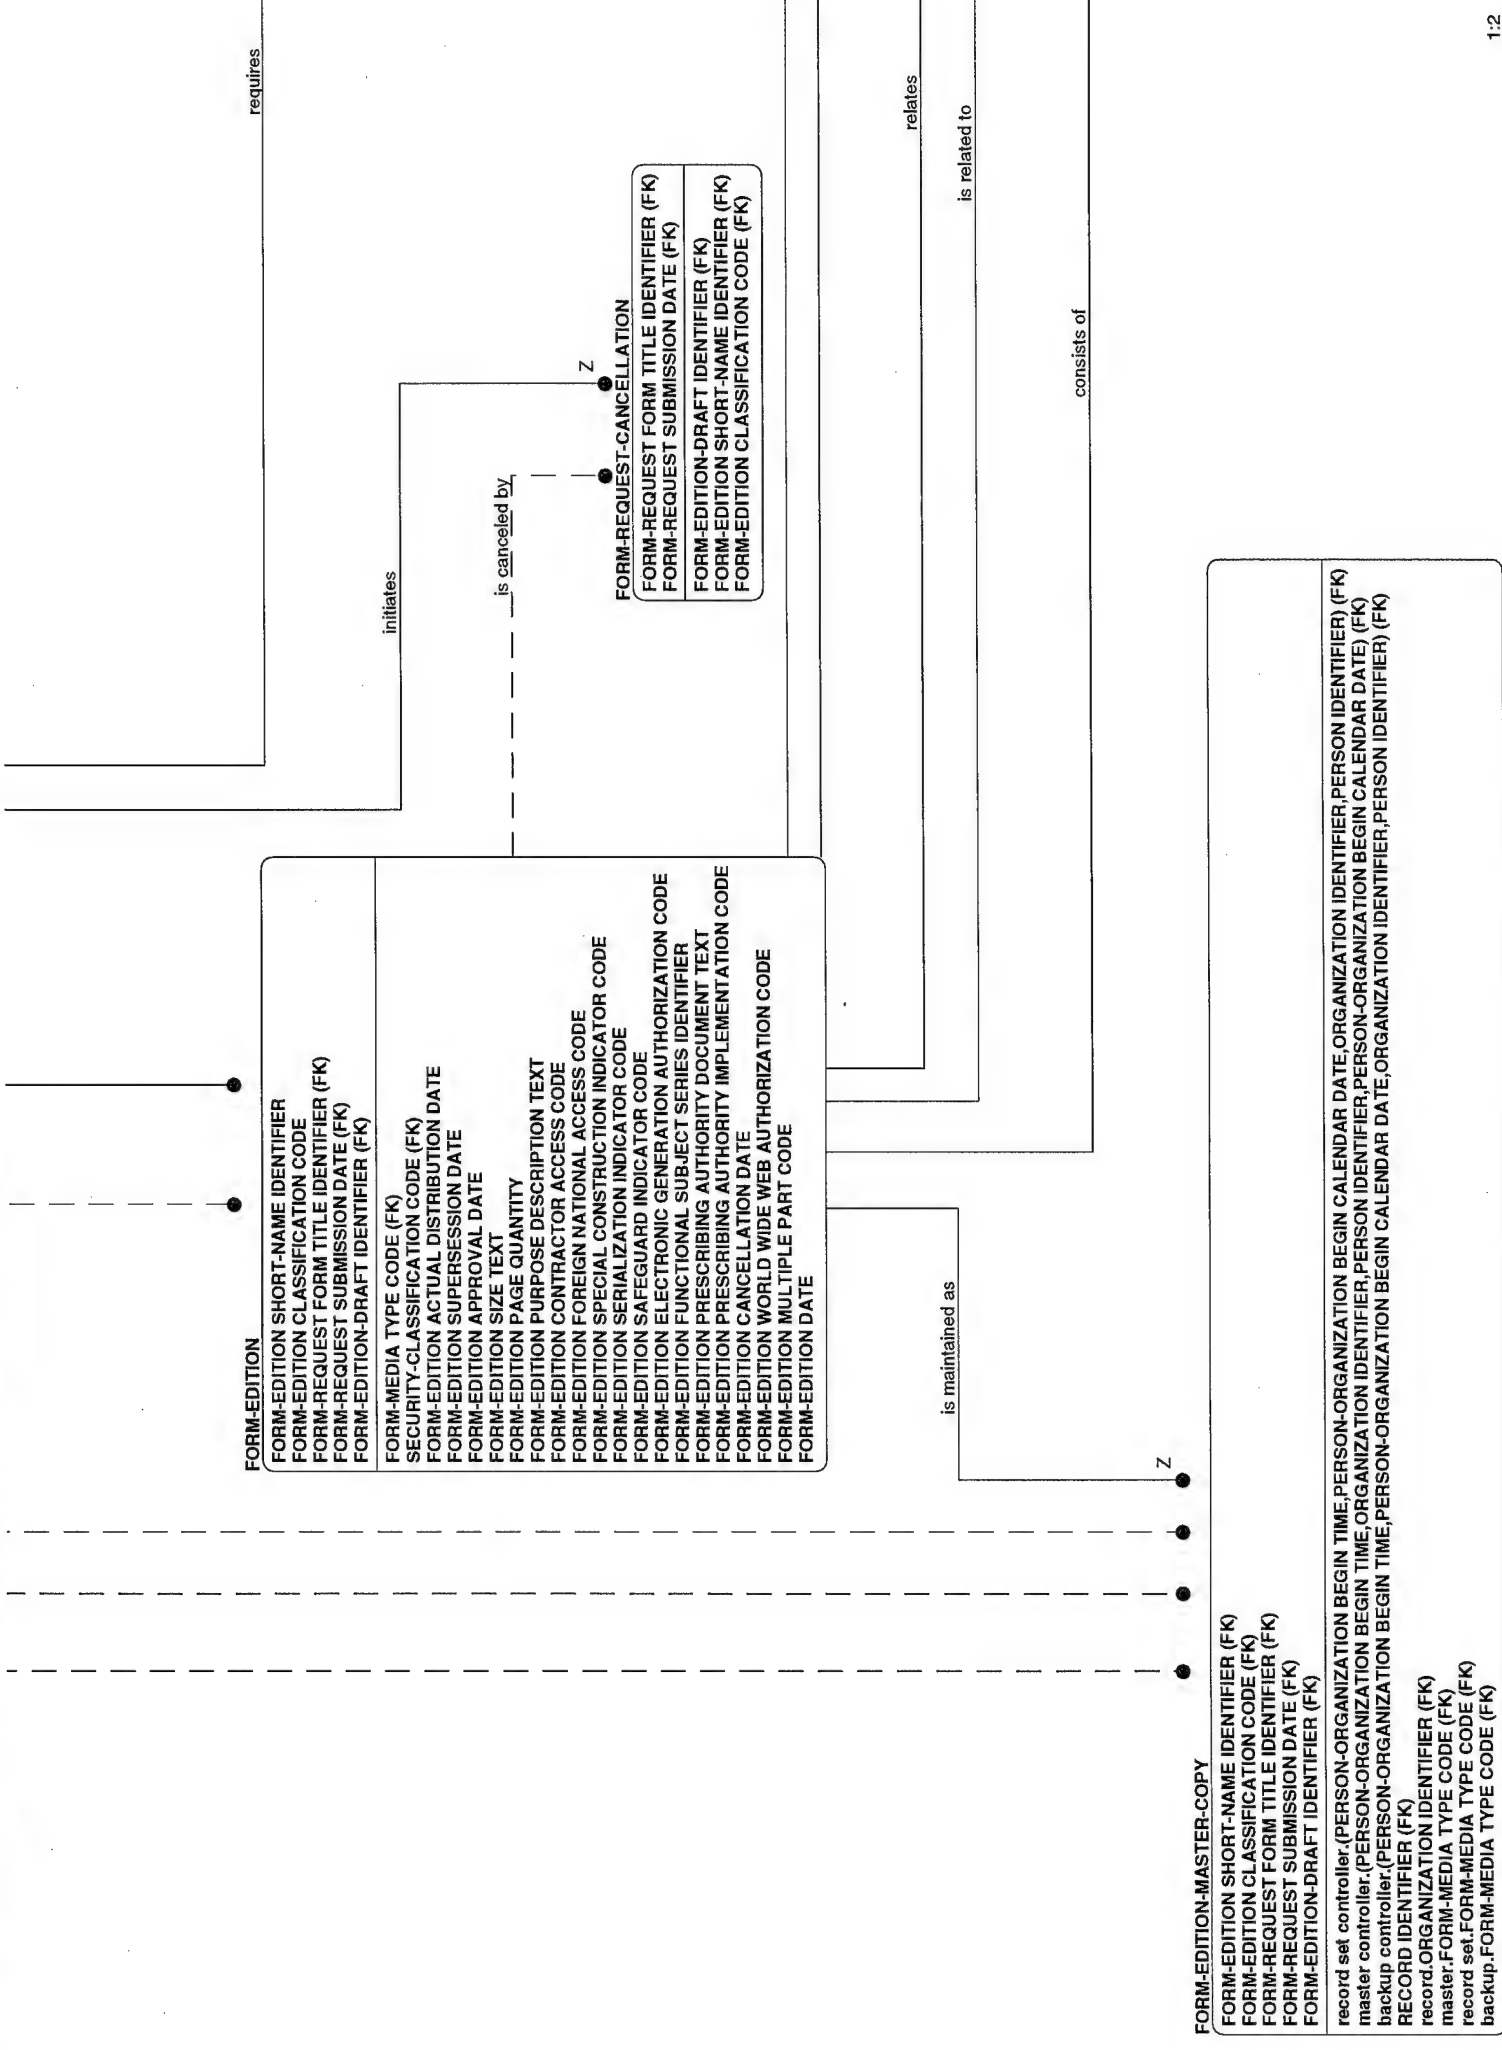 requires
initiates
is canceled by
Z
FORM-REQUEST-CANCELLATION
FORM-REQUEST FORM TITLE IDENTIFIER (FK)
FORM-REQUEST SUBMISSION DATE (FK)
FORM-EDITION-DRAFT IDENTIFIER (FK)
FORM-EDITION SHORT-NAME IDENTIFIER (FK)
FORM-EDITION CLASSIFICATION CODE (FK)
FORM-EDITION
FORM-EDITION SHORT-NAME IDENTIFIER
FORM-EDITION CLASSIFICATION CODE
FORM-REQUEST FORM TITLE IDENTIFIER (FK)
FORM-REQUEST SUBMISSION DATE (FK)
FORM-EDITION-DRAFT IDENTIFIER (FK)
FORM-MEDIA TYPE CODE (FK)
SECURITY-CLASSIFICATION CODE (FK)
FORM-EDITION ACTUAL DISTRIBUTION DATE
FORM-EDITION SUPERSESSION DATE
FORM-EDITION APPROVAL DATE
FORM-EDITION SIZE TEXT
FORM-EDITION PAGE QUANTITY
FORM-EDITION PURPOSE DESCRIPTION TEXT
FORM-EDITION CONTRACTOR ACCESS CODE
FORM-EDITION FOREIGN NATIONAL ACCESS CODE
FORM-EDITION SPECIAL CONSTRUCTION INDICATOR CODE
FORM-EDITION SERIALIZATION INDICATOR CODE
FORM-EDITION SAFEGUARD INDICATOR CODE
FORM-EDITION ELECTRONIC GENERATION AUTHORIZATION CODE
FORM-EDITION FUNCTIONAL SUBJECT SERIES IDENTIFIER
FORM-EDITION PRESCRIBING AUTHORITY DOCUMENT TEXT
FORM-EDITION PRESCRIBING AUTHORITY IMPLEMENTATION CODE
FORM-EDITION CANCELLATION DATE
FORM-EDITION WORLD WIDE WEB AUTHORIZATION CODE
FORM-EDITION MULTIPLE PART CODE
FORM-EDITION DATE
relates
is related to
consists of
is maintained as
Z
FORM-EDITION-MASTER-COPY
FORM-EDITION SHORT-NAME IDENTIFIER (FK)
FORM-EDITION CLASSIFICATION CODE (FK)
FORM-REQUEST FORM TITLE IDENTIFIER (FK)
FORM-REQUEST SUBMISSION DATE (FK)
FORM-EDITION-DRAFT IDENTIFIER (FK)
record set controller.(PERSON-ORGANIZATION BEGIN TIME,PERSON-ORGANIZATION BEGIN CALENDAR DATE,ORGANIZATION IDENTIFIER,PERSON IDENTIFIER) (FK)
master controller.(PERSON-ORGANIZATION BEGIN TIME,ORGANIZATION IDENTIFIER,PERSON IDENTIFIER,PERSON-ORGANIZATION BEGIN CALENDAR DATE) (FK)
backup controller.(PERSON-ORGANIZATION BEGIN TIME,PERSON-ORGANIZATION BEGIN CALENDAR DATE,ORGANIZATION IDENTIFIER,PERSON IDENTIFIER) (FK)
RECORD IDENTIFIER (FK)
record.ORGANIZATION IDENTIFIER (FK)
master.FORM-MEDIA TYPE CODE (FK)
record set.FORM-MEDIA TYPE CODE (FK)
backup.FORM-MEDIA TYPE CODE (FK)
1:2